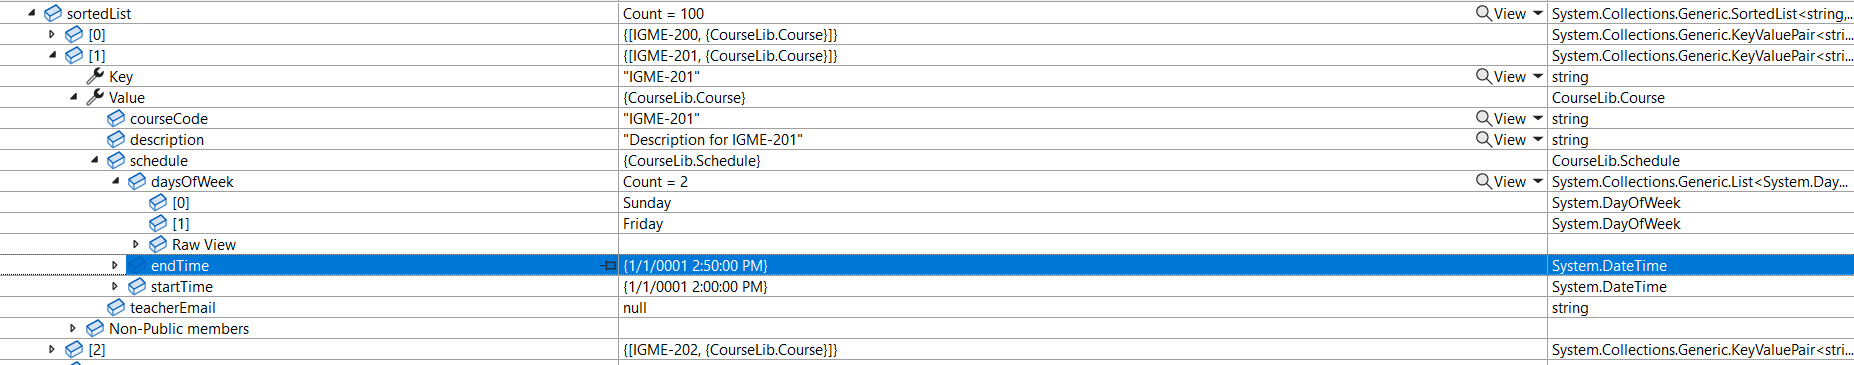 sortedList Count = 100 View System.Collections.Generic.SortedList<string,...
[0] {[IGME-200, {CourseLib.Course}]} System.Collections.Generic.KeyValuePair<stri...
[1] {[IGME-201, {CourseLib.Course}]} System.Collections.Generic.KeyValuePair<stri...
Key "IGME-201" View string
Value {CourseLib.Course} CourseLib.Course
courseCode "IGME-201" View string
description "Description for IGME-201" View string
schedule {CourseLib.Schedule} CourseLib.Schedule
daysOfWeek Count = 2 View System.Collections.Generic.List<System.Day...
[0] Sunday System.DayOfWeek
[1] Friday System.DayOfWeek
Raw View
endTime {1/1/0001 2:50:00 PM} System.DateTime
startTime {1/1/0001 2:00:00 PM} System.DateTime
teacherEmail null string
Non-Public members
[2] {[IGME-202, {CourseLib.Course}]} System.Collections.Generic.KeyValuePair<stri...